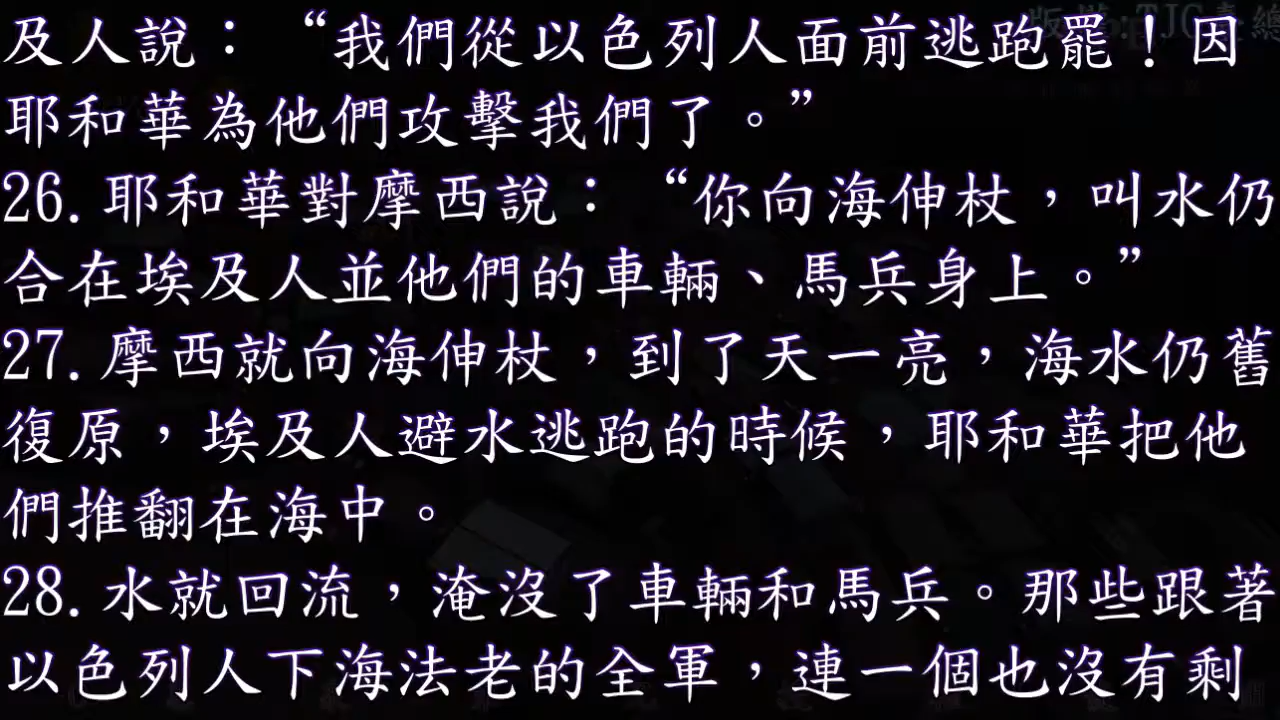 及人說：“我們從以色列人面前逃跑罷！因
耶和華為他們攻擊我們了。”
26.耶和華對摩西說：“你向海伸杖，叫水仍
合在埃及人並他們的車輛、馬兵身上。”
27.摩西就向海伸杖，到了天一亮，海水仍舊
復原，埃及人避水逃跑的時候，耶和華把他
們推翻在海中。
28.水就回流，淹沒了車輛和馬兵。那些跟著
以色列人下海法老的全軍，連一個也沒有剩